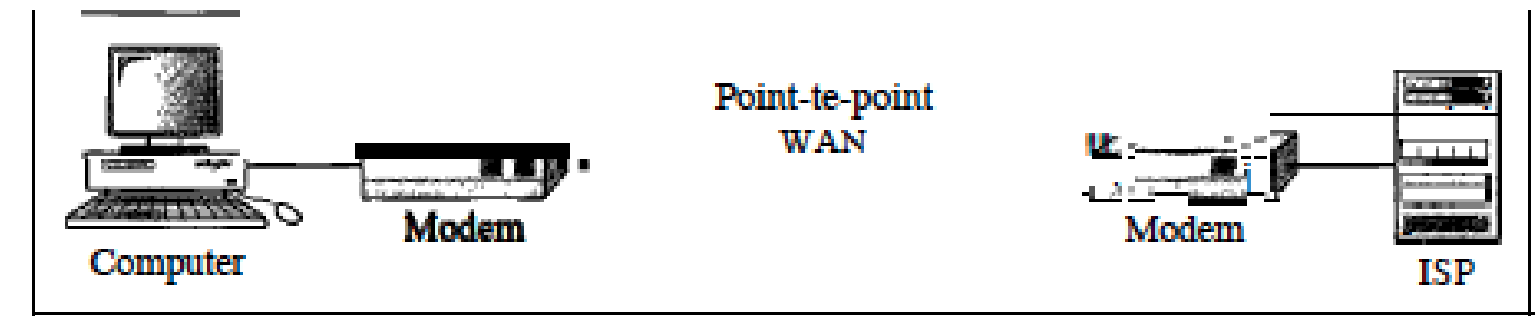 Point-te-point
WAN
Modem
Computer
Modem
ISP